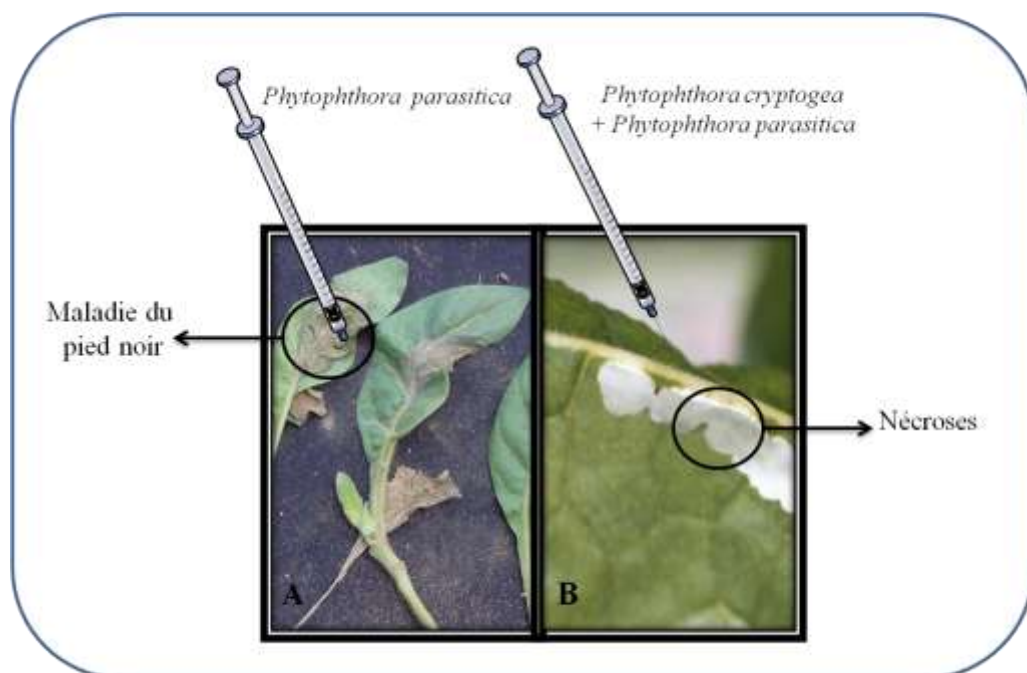 Phytophthora parasitica
Phytophthora cryptogea
+ Phytophthora parasitica
Maladie du
pied noir
Nécroses
A
B